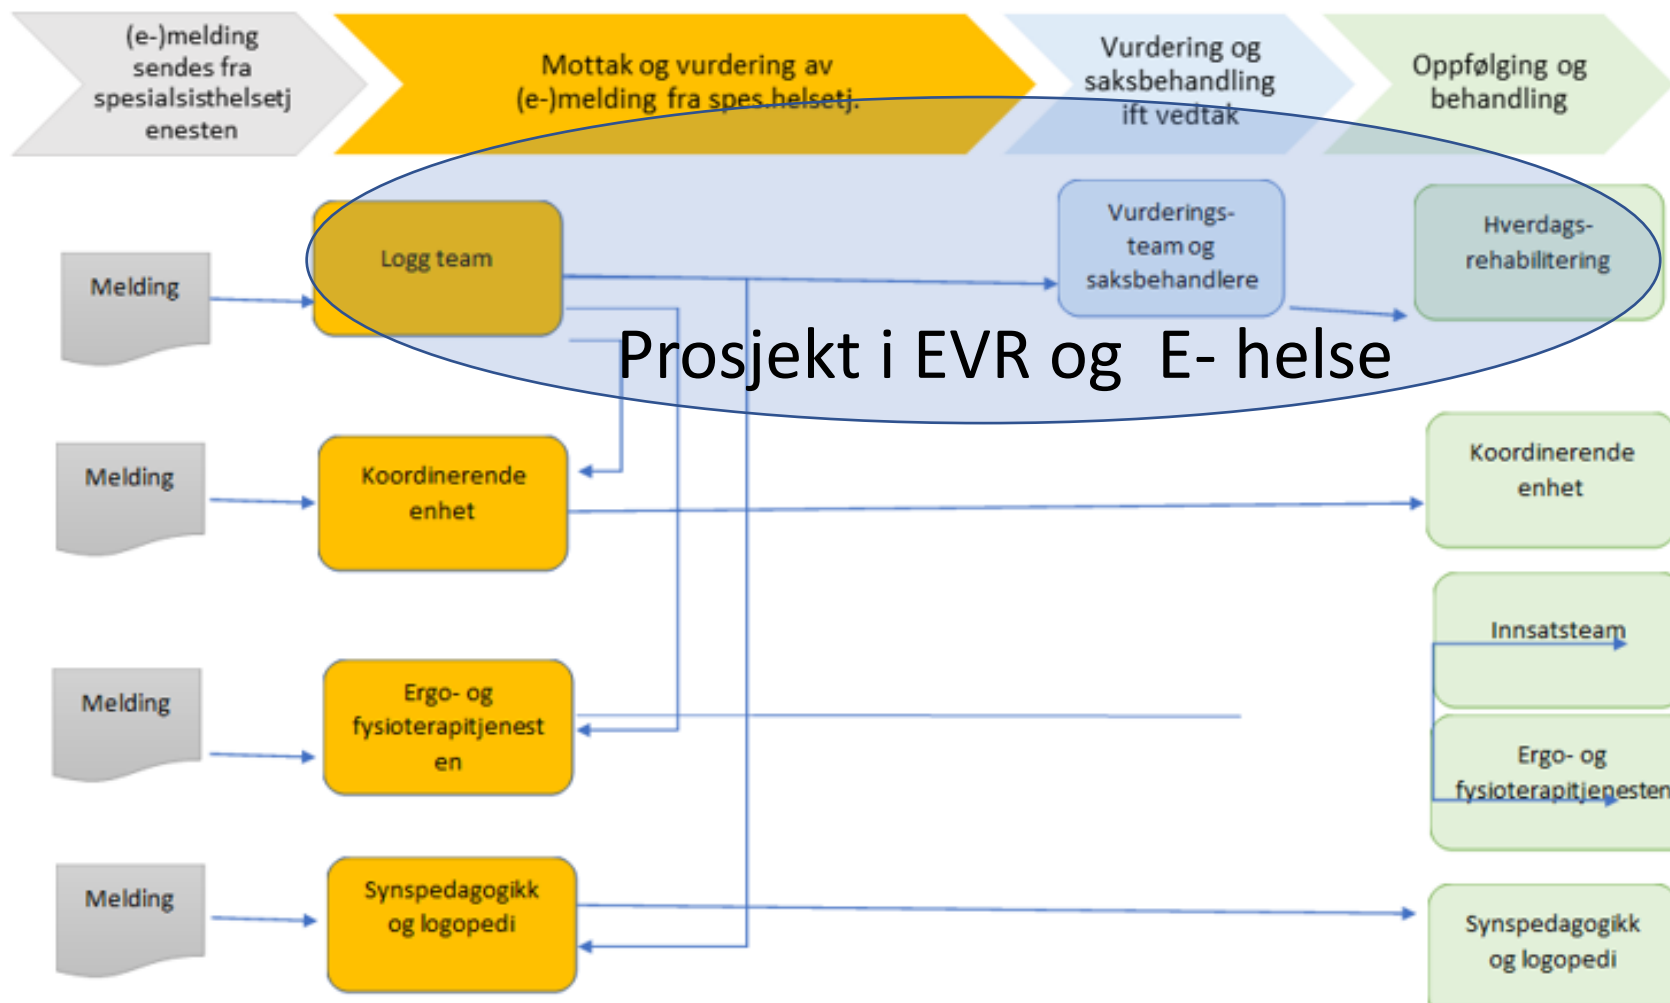 (e-)melding
sendes fra
spesialsisthelsetj
enesten
Mottak og vurdering av
(e-)melding fra spes.helsetj.
Vurdering og
saksbehandling
ift vedtak
Oppfølging og
behandling
Melding
Logg team
Vurderings-
team og
saksbehandlere
Hverdags-
rehabilitering
Prosjekt i EVR og  E- helse
Melding
Koordinerende
enhet
Koordinerende
enhet
Melding
Ergo- og
fysioterapitjenest
en
Innsatsteam
Ergo- og
fysioterapitjenesten
Melding
Synspedagogikk
og logopedi
Synspedagogikk
og logopedi